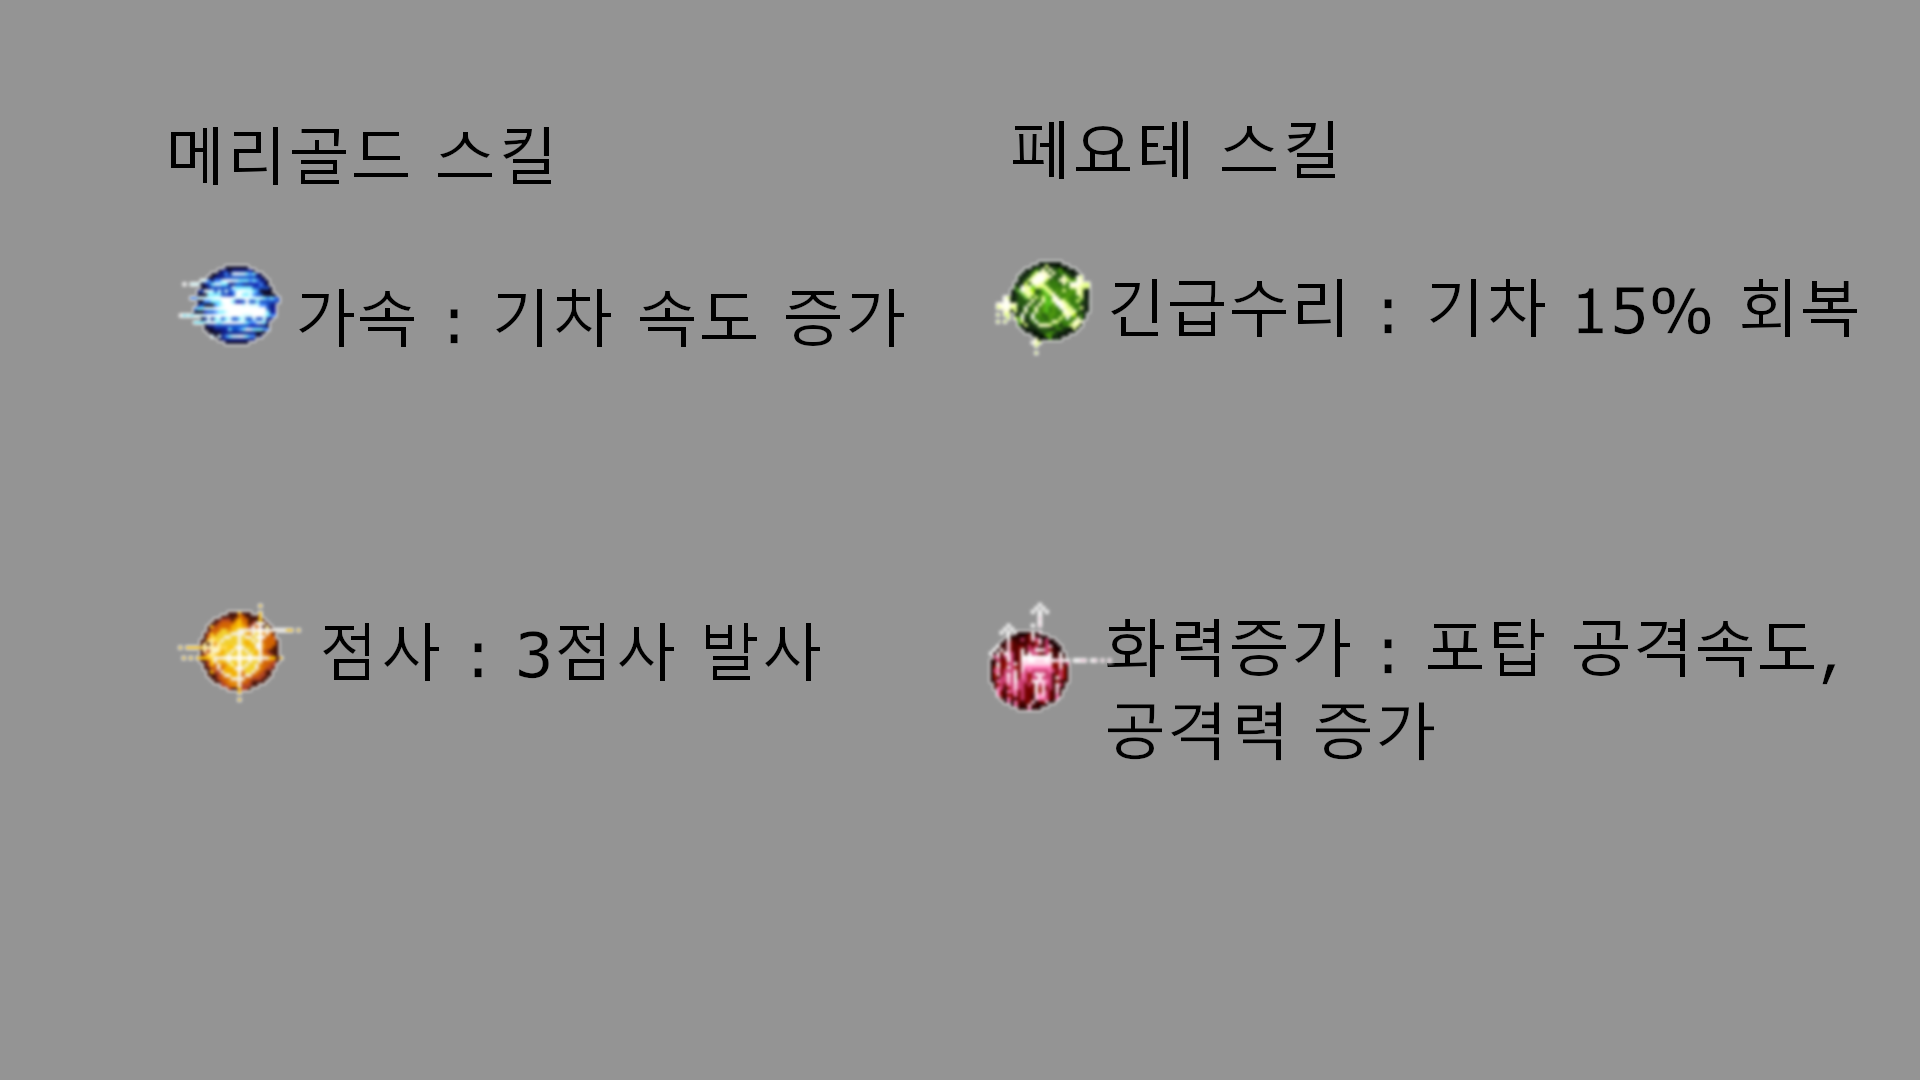 메리골드 스킬
가속 : 기차 속도 증가
점사 : 3점사 발사
페요테 스킬
긴급수리 : 기차 15% 회복
화력증가 : 포탑 공격속도,
공격력 증가